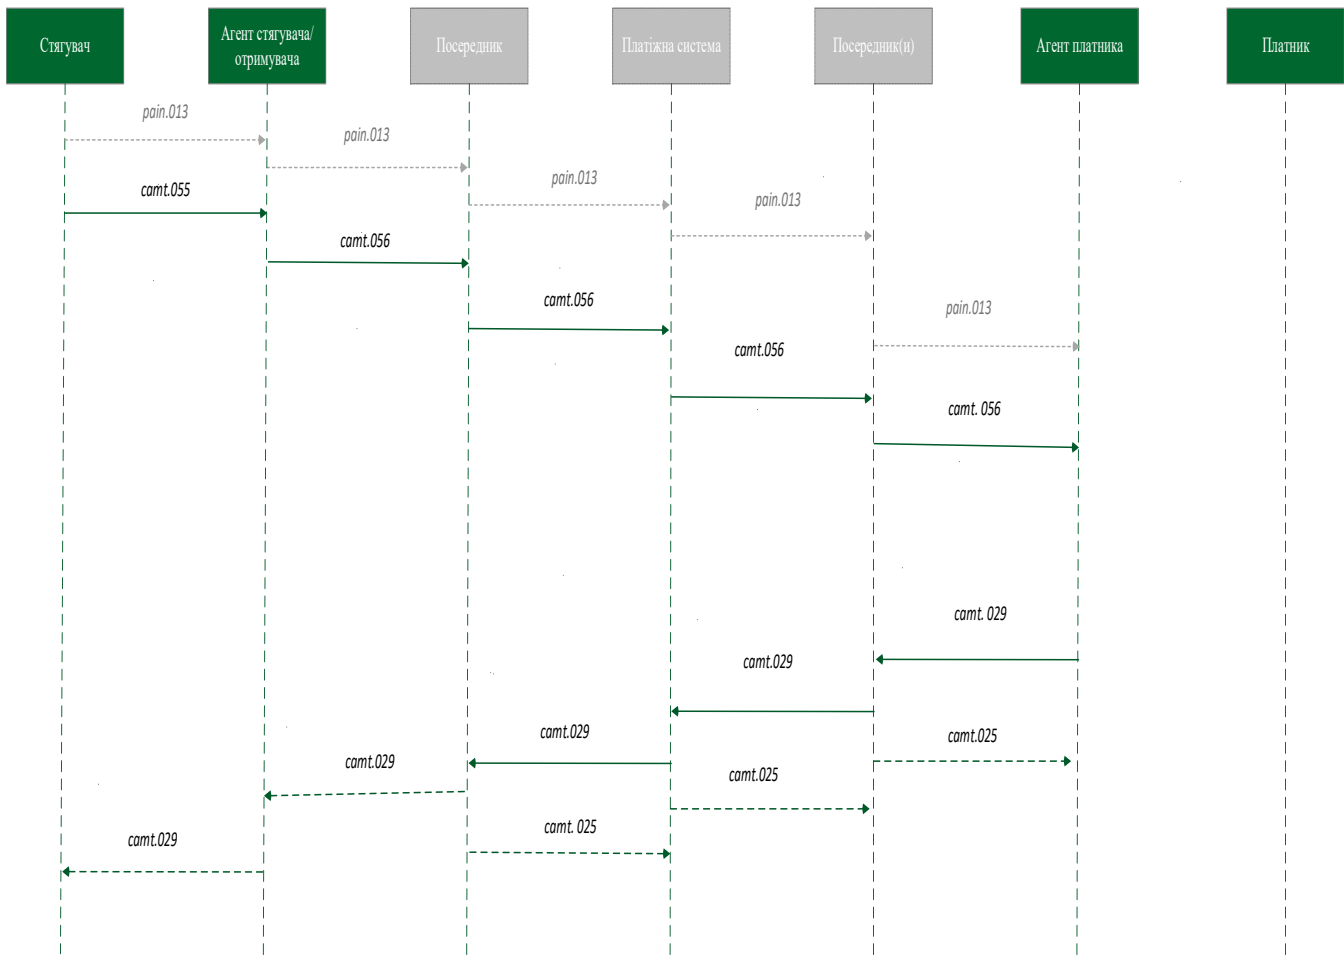 Стягувач
Агент стягувача/
отримувача
Посередник
Платіжна система
Посередник(и)
Агент платника
Платник
pain.013
pain.013
pain.013
camt.055
pain.013
camt.056
camt.056
pain.013
camt.056
camt. 056
camt. 029
camt.029
camt.029
camt.025
camt.029
camt.025
camt. 025
camt.029